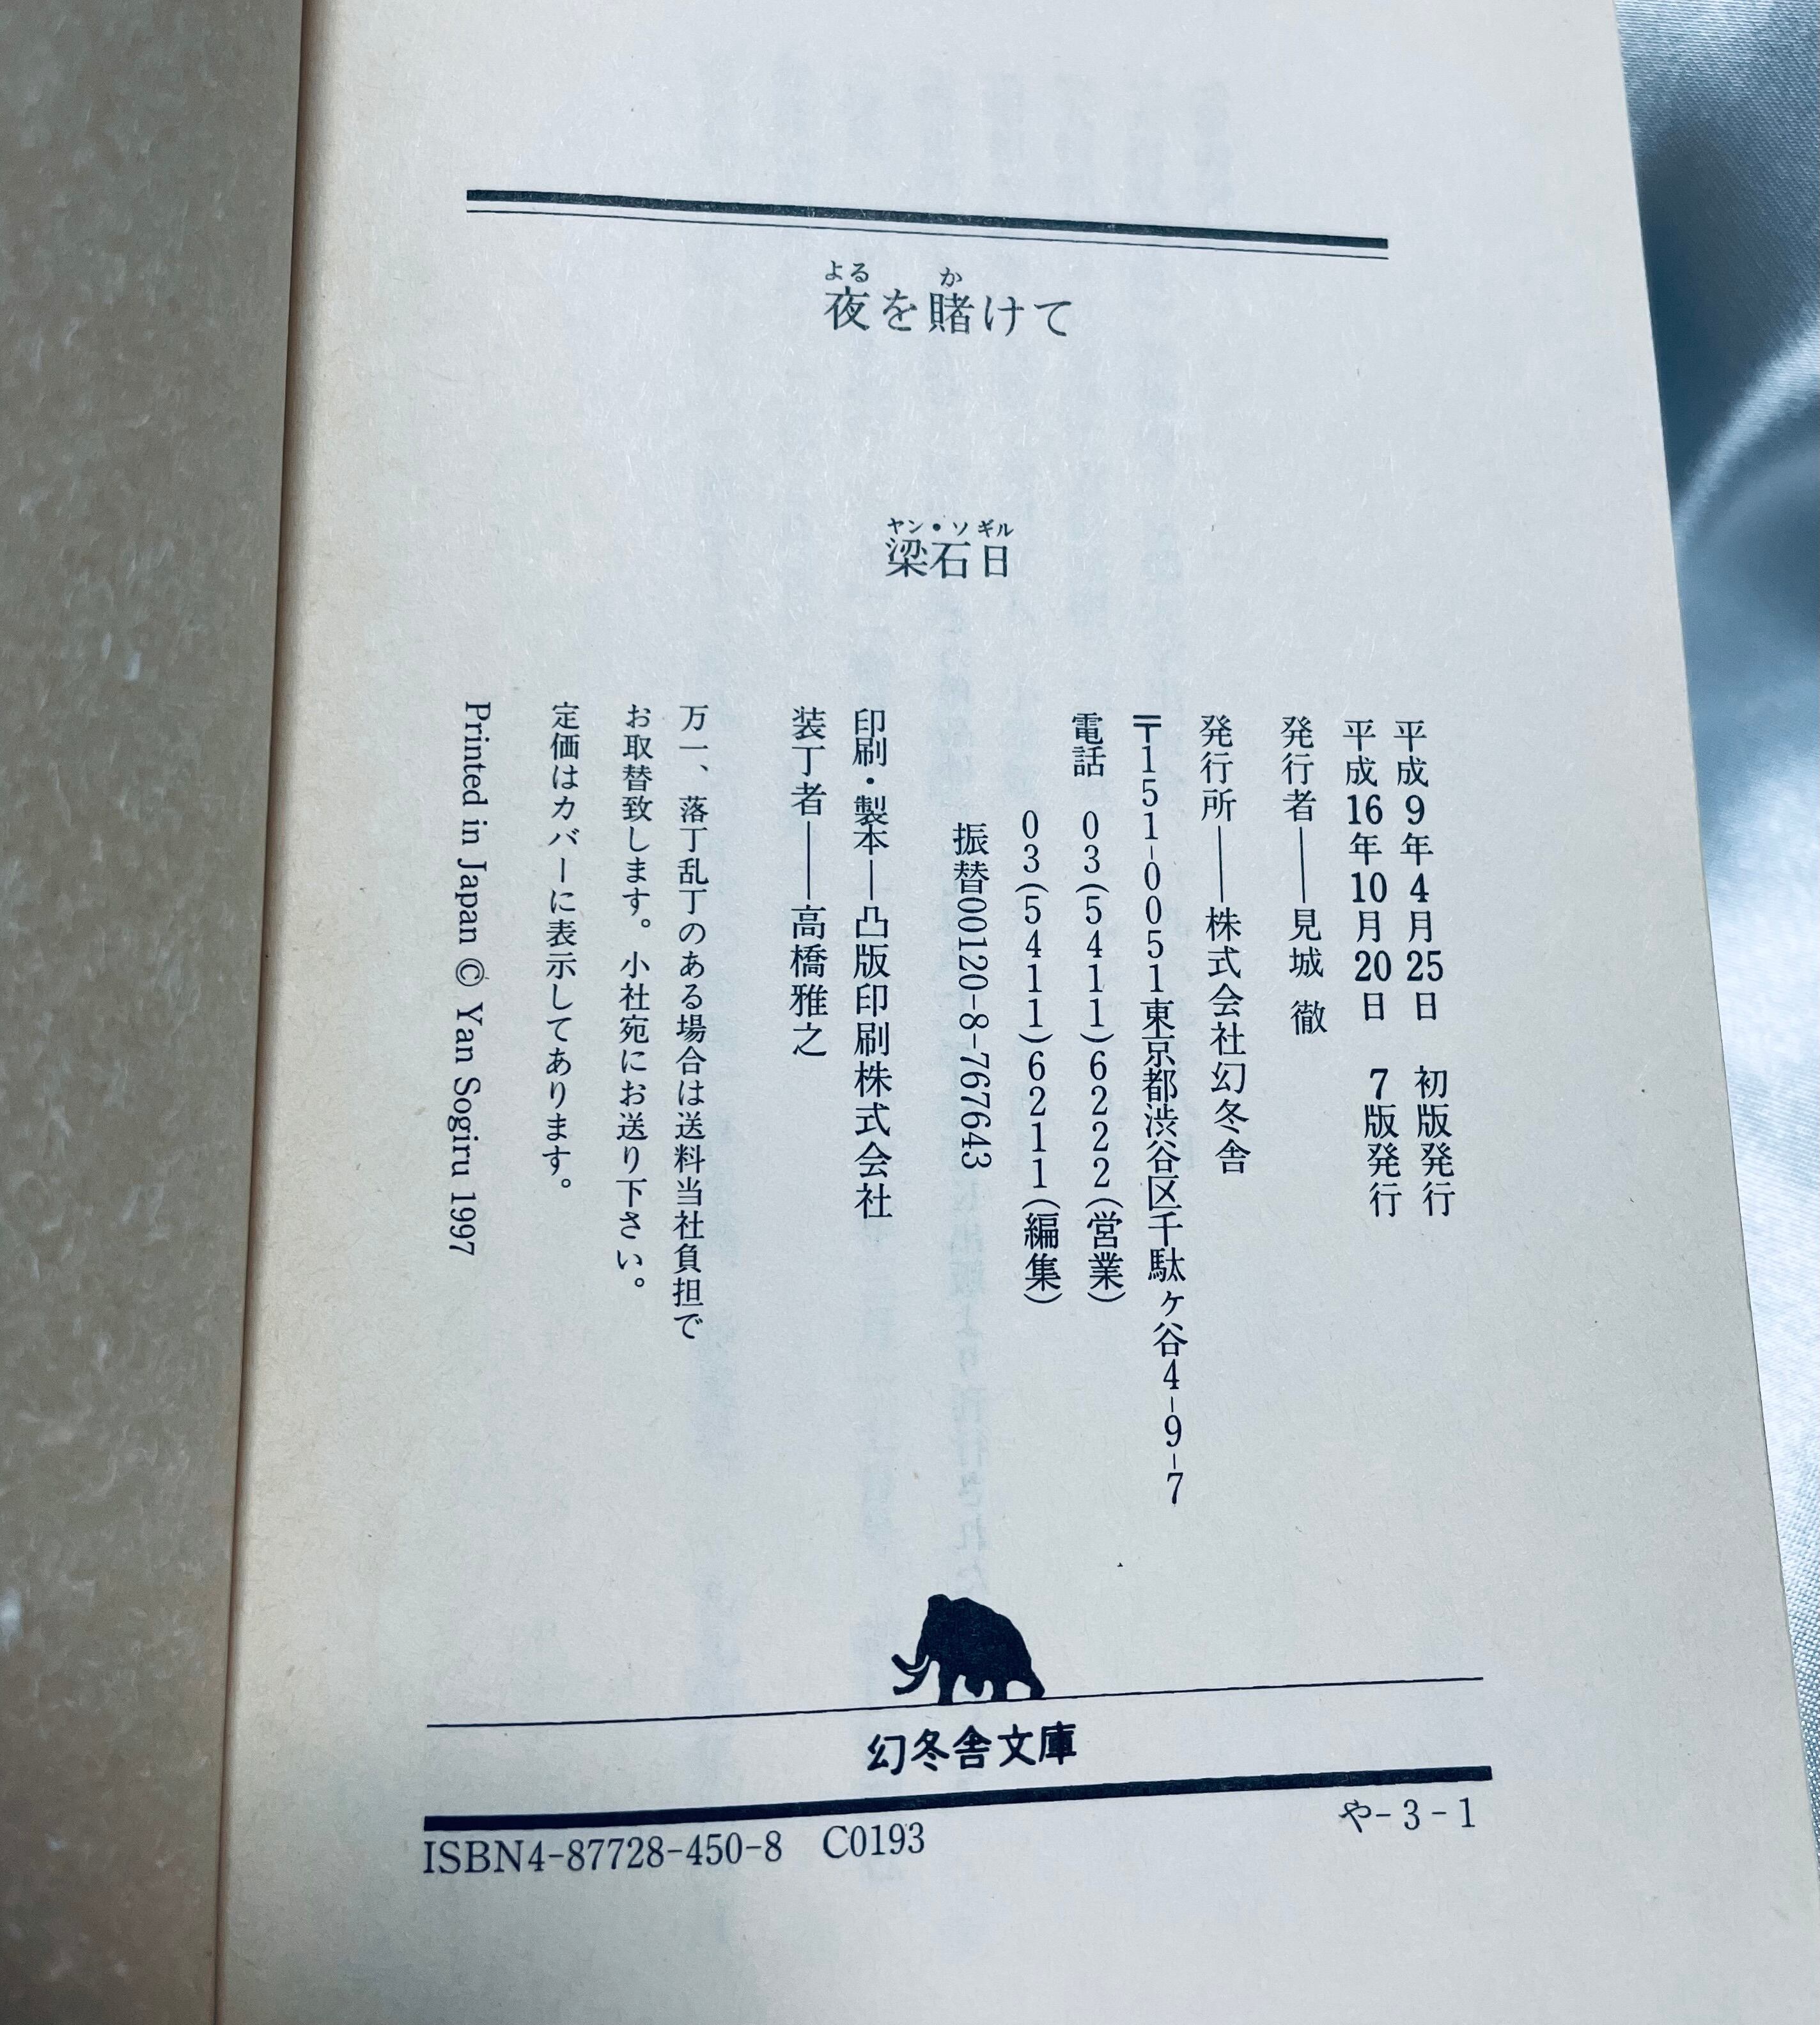 よる か
夜を賭けて
ヤン・ソギル
梁石日
平成9年4月25日 初版発行
平成16年10月20日 7版発行
発行者――見城 徹
発行所――株式会社幻冬舎
〒151-0051東京都渋谷区千駄ヶ谷4-9-7
電話 03(5411)6222(営業)
03(5411)6211(編集)
振替00120-8-767643
印刷・製本―凸版印刷株式会社
装丁者――高橋雅之
万一、落丁乱丁のある場合は送料当社負担で
お取替致します。小社宛にお送り下さい。
定価はカバーに表示してあります。
Printed in Japan © Yan Sogiru 1997
幻冬舎文庫
ISBN4-87728-450-8 C0193
や-3-1